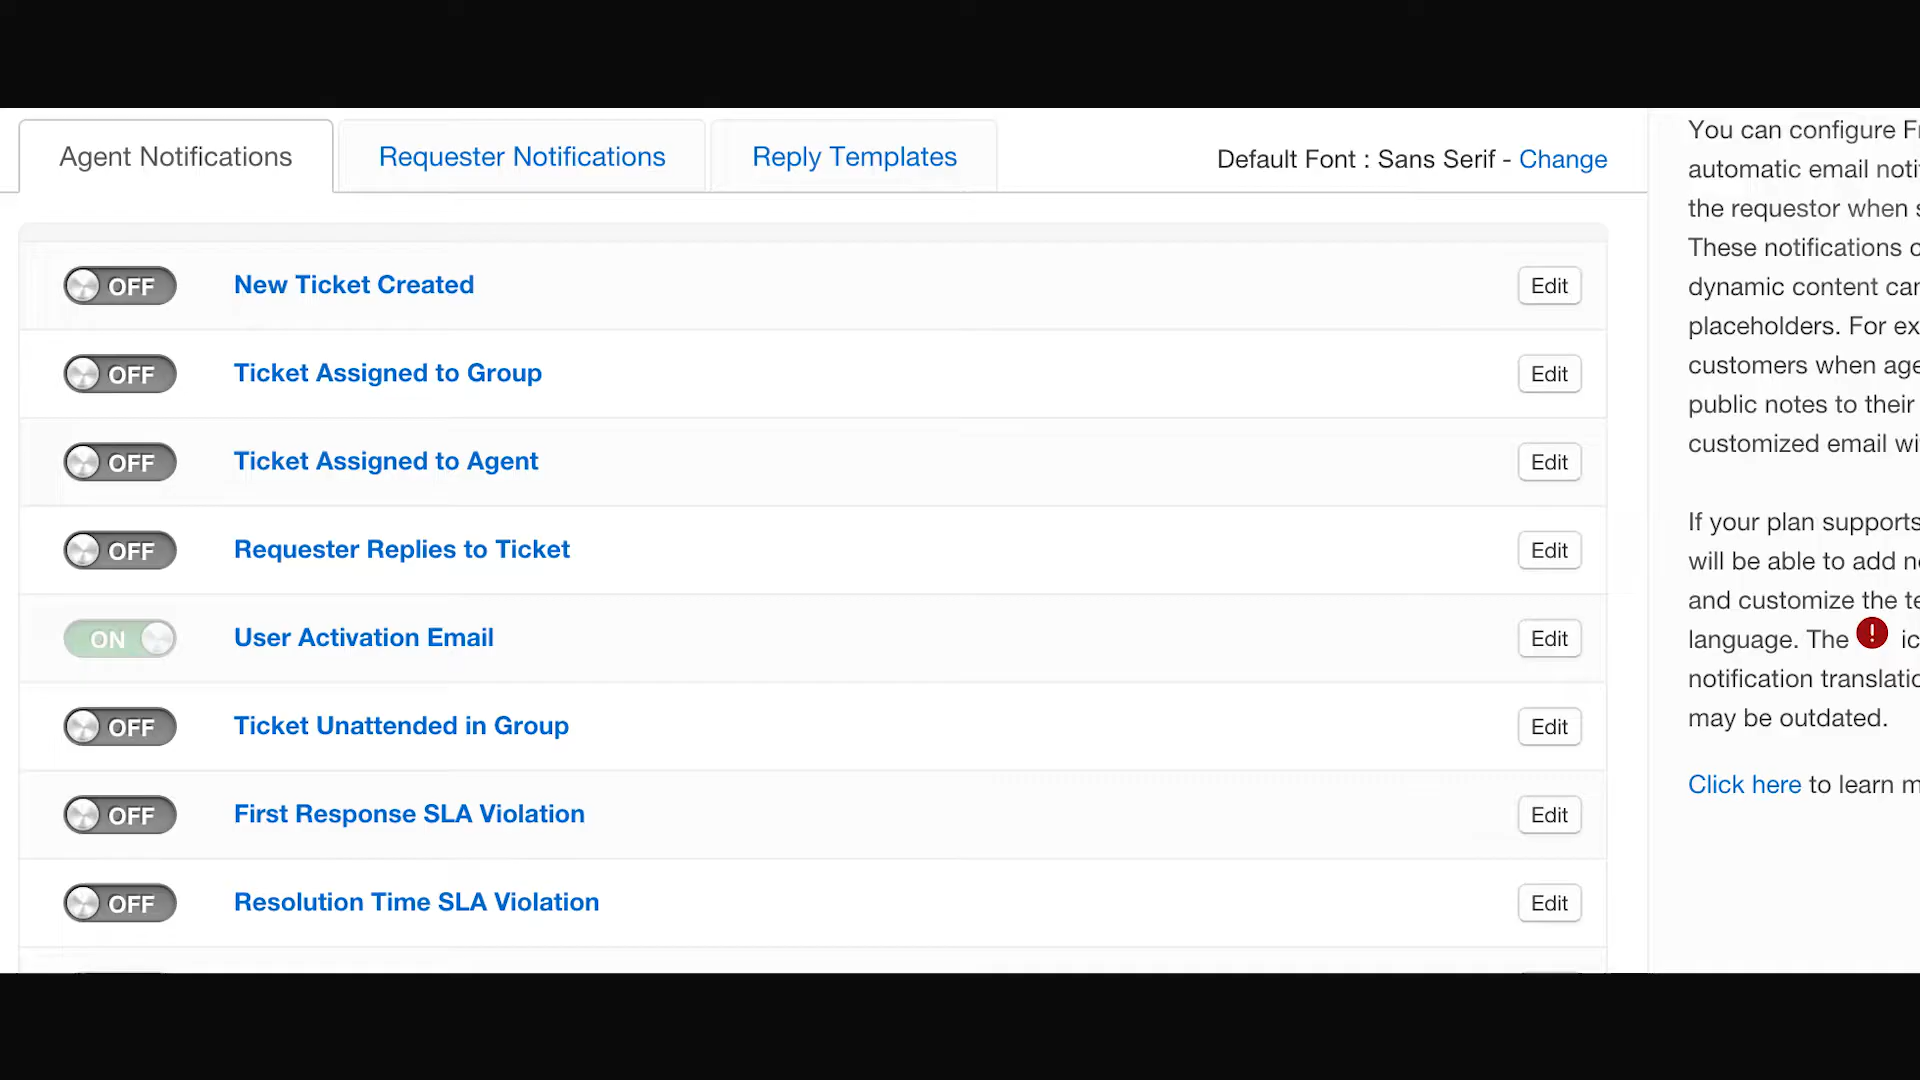 Agent Notifications
Requester Notifications
Reply Templates
Default Font : Sans Serif - Change
OFF New Ticket Created Edit
OFF Ticket Assigned to Group Edit
OFF Ticket Assigned to Agent Edit
OFF Requester Replies to Ticket Edit
ON User Activation Email Edit
OFF Ticket Unattended in Group Edit
OFF First Response SLA Violation Edit
OFF Resolution Time SLA Violation Edit
You can configure
automatic email
the requestor when
These notifications
dynamic content
placeholders. For
customers when
public notes to their
customized email
If your plan supports
will be able to add
and customize the
language. The
notification
may be outdated.
Click here to learn